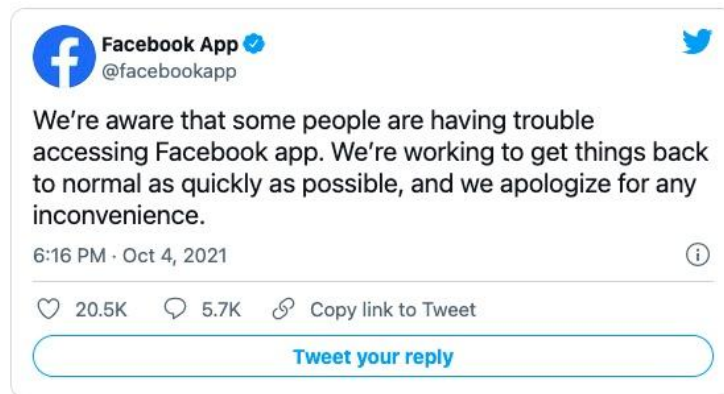 Facebook App
@facebookapp
We’re aware that some people are having trouble
accessing Facebook app. We’re working to get things back
to normal as quickly as possible, and we apologize for any
inconvenience.
6:16 PM · Oct 4, 2021
20.5K 5.7K Copy link to Tweet
Tweet your reply